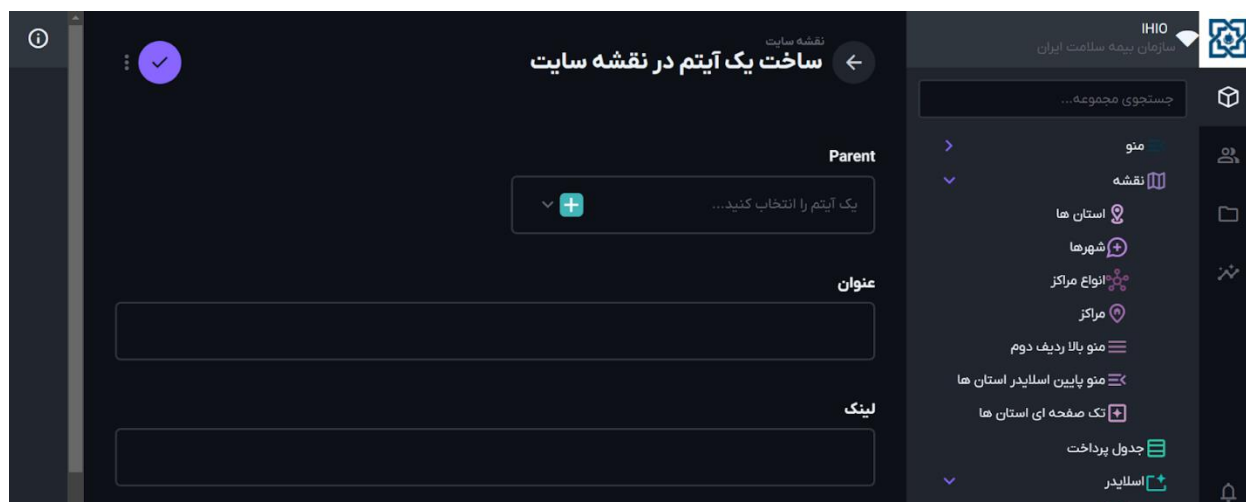 IHIO
سازمان بیمه سلامت ایران
جستجوی مجموعه...
منو
نقشه
استان ها
شهرها
انواع مراکز
مراکز
منو بالا ردیف دوم
منو پایین اسلایدر استان ها
تک صفحه ای استان ها
جدول پرداخت
اسلایدر
نقشه سایت
ساخت یک آیتم در نقشه سایت
Parent
یک آیتم را انتخاب کنید...
عنوان
لینک